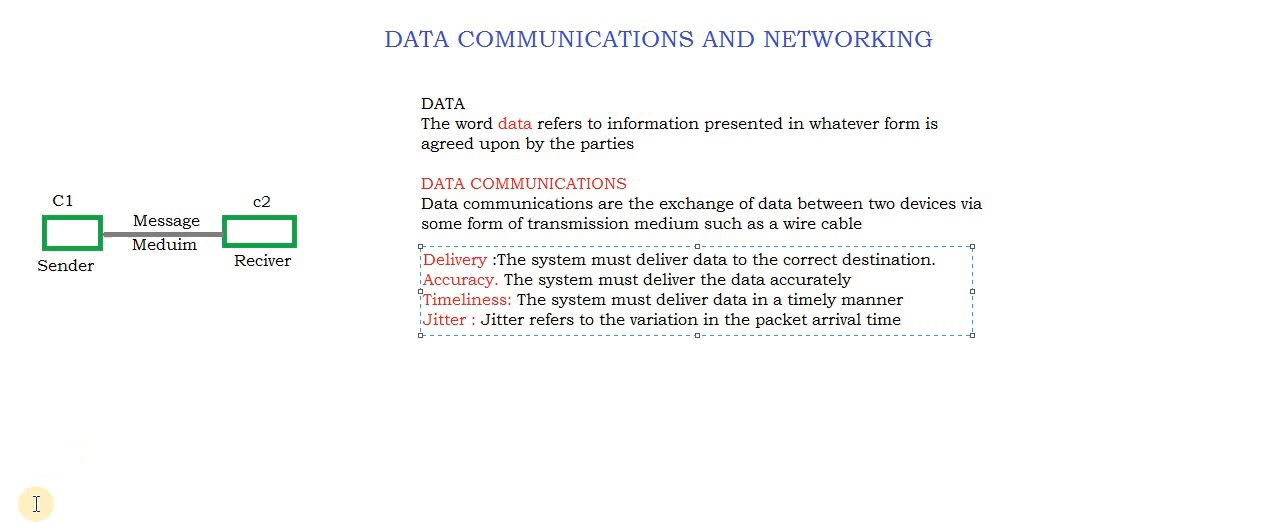 DATA COMMUNICATIONS AND NETWORKING
DATA
The word data refers to information presented in whatever form is
agreed upon by the parties
DATA COMMUNICATIONS
Data communications are the exchange of data between two devices via
some form of transmission medium such as a wire cable
Delivery :The system must deliver data to the correct destination.
Accuracy. The system must deliver the data accurately
Timeliness: The system must deliver data in a timely manner
Jitter : Jitter refers to the variation in the packet arrival time
C1
c2
Message
Meduim
Sender
Reciver